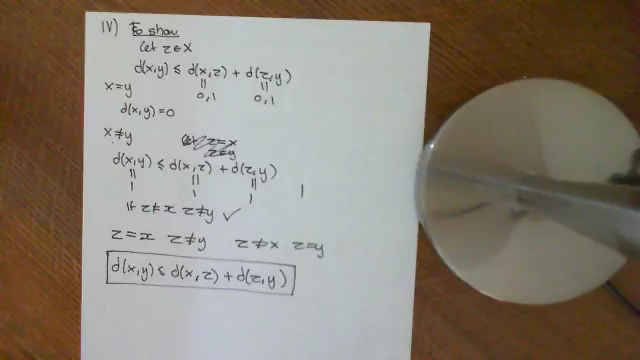 IV) To show
Let z ∈ X
d(x,y) ≤ d(x,z) + d(z,y)
x=y
|| ||
0,1 0,1
d(x,y) = 0
x≠y
d(x,y) ≤ d(x,z) + d(z,y)
|| || ||
1 1 1 1
If z≠x z≠y ✓
z=x z≠y z≠x z=y
d(x,y) ≤ d(x,z) + d(z,y)